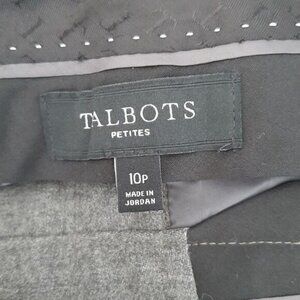 TALBOTS
PETITES
10P
MADE IN
JORDAN